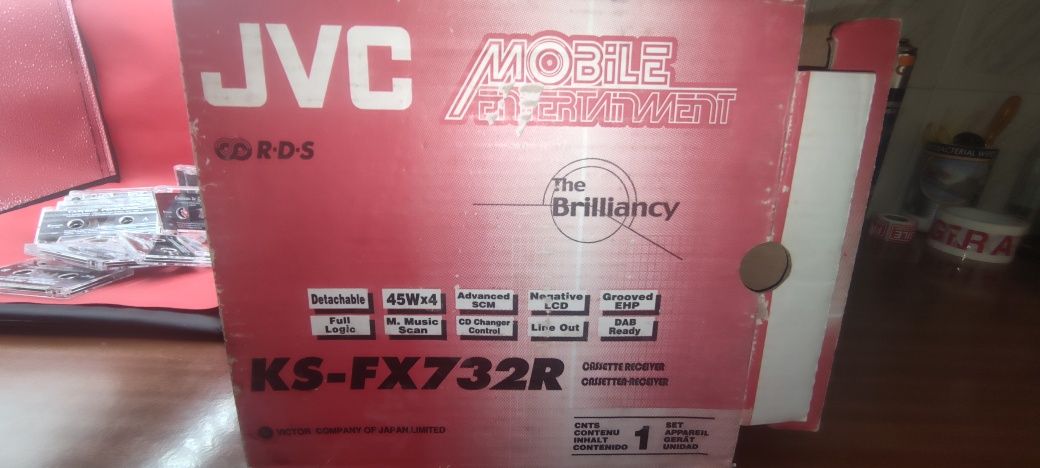 JVC
MOBILE
ENTERTAINMENT
R·D·S
The
Brilliancy
Detachable
45Wx4
Advanced
SCM
Negative
LCD
Grooved
EHP
Full
Logic
M. Music
Scan
CD Changer
Control
Line Out
DAB
Ready
KS-FX732R
CASSETTE RECEIVER
CASSETTEN-RECEIVER
VICTOR COMPANY OF JAPAN, LIMITED
CNTS
CONTENU
INHALT
CONTENIDO
1
SET
APPAREIL
GERÄT
UNIDAD